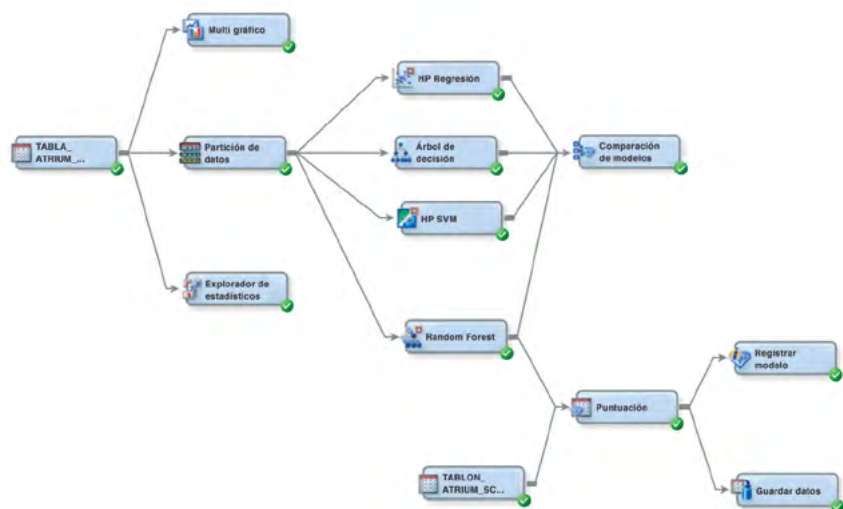 Multi gráfico
HP Regresión
TABLA_
ATRIUM_...
Partición de
datos
Árbol de
decisión
Comparación
de modelos
HP SVM
Explorador de
estadísticos
Random Forest
Registrar
modelo
Puntuación
TABLON_
ATRIUM_SC...
Guardar datos